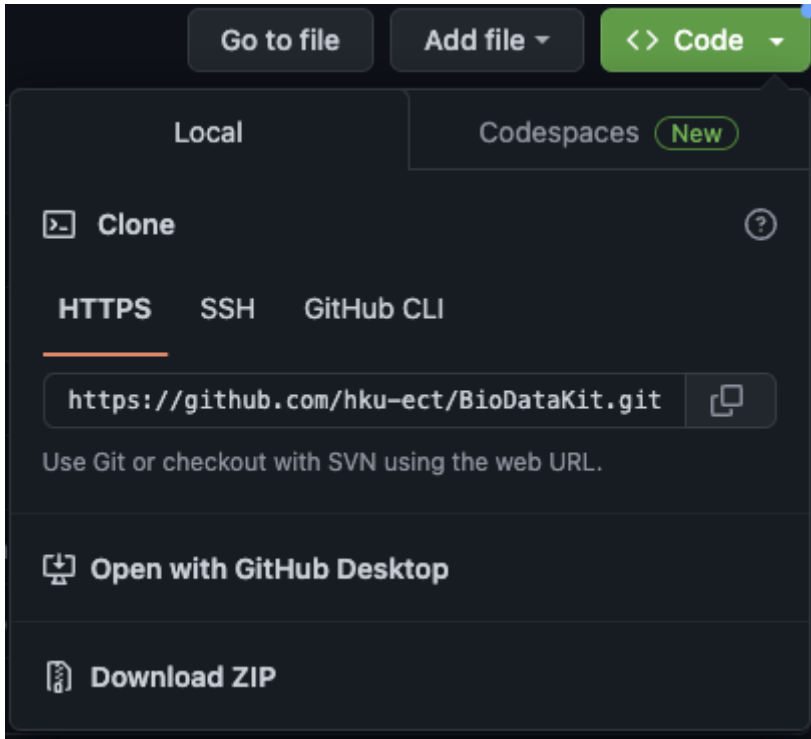 Go to file Add file <> Code
Local Codespaces New
Clone
HTTPS SSH GitHub CLI
https://github.com/hku-ect/BioDataKit.git
Use Git or checkout with SVN using the web URL.
Open with GitHub Desktop
Download ZIP